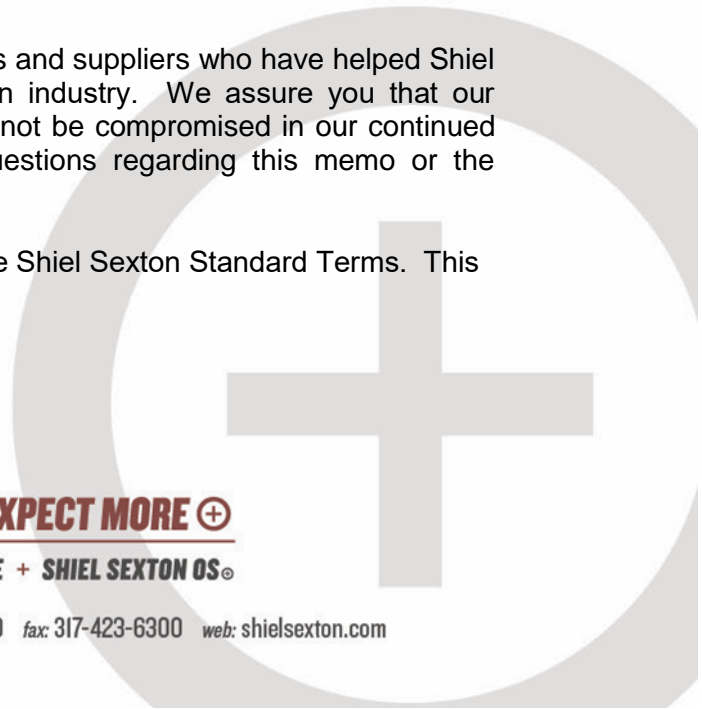 s and suppliers who have helped Shiel
n industry. We assure you that our
not be compromised in our continued
uestions regarding this memo or the
e Shiel Sexton Standard Terms. This
XPECT MORE
E + SHIEL SEXTON OS
0 fax: 317-423-6300 web: shielsexton.com